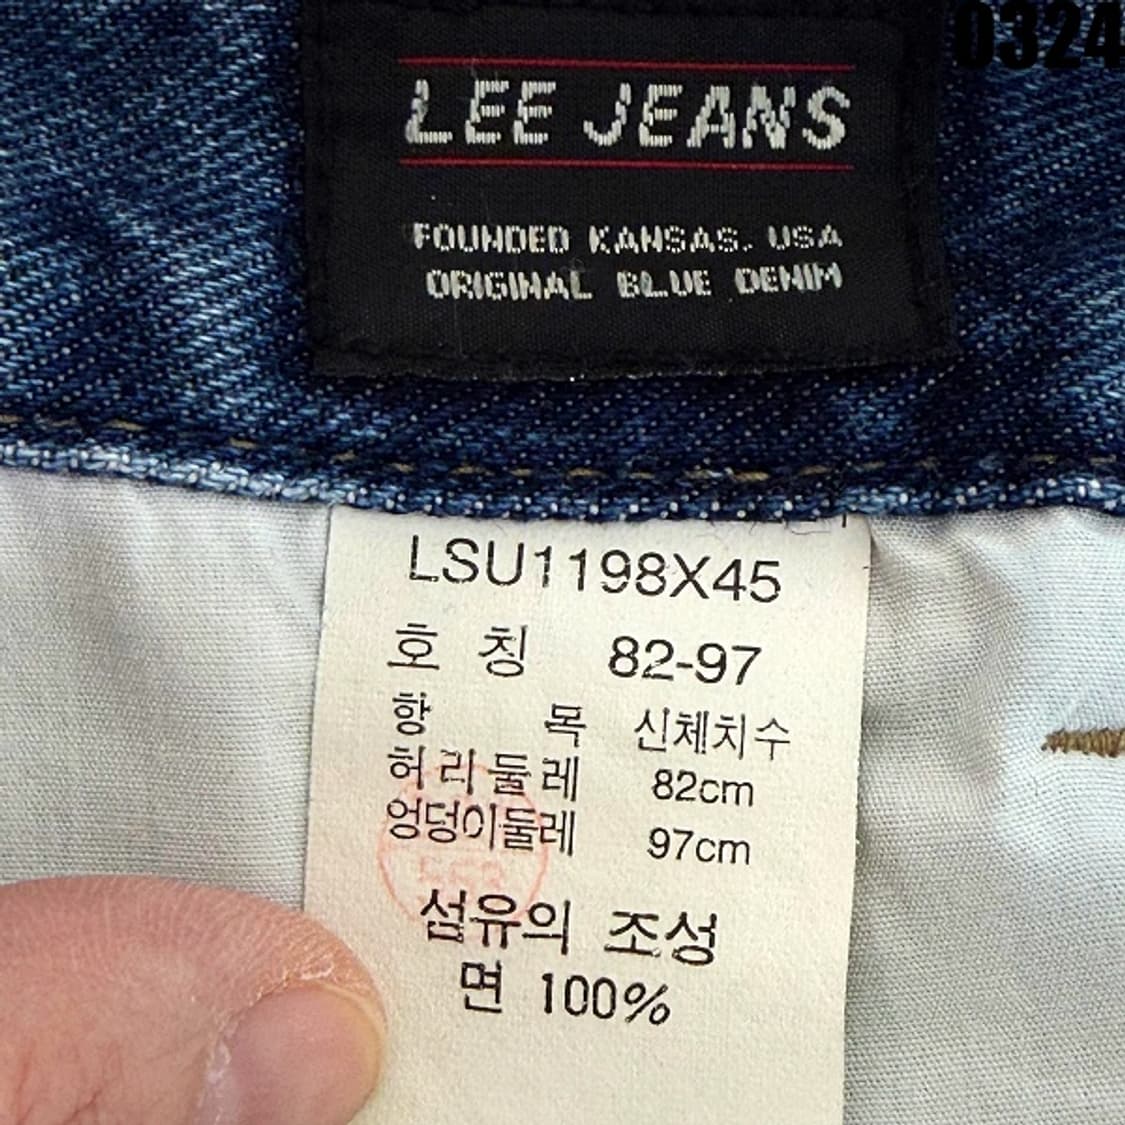 0324
LEE JEANS
FOUNDED KANSAS. USA
ORIGINAL BLUE DENIM
LSU1198X45
호 칭 82-97
항 목 신체치수
허리둘레 82cm
엉덩이둘레 97cm
섬유의 조성
면 100%